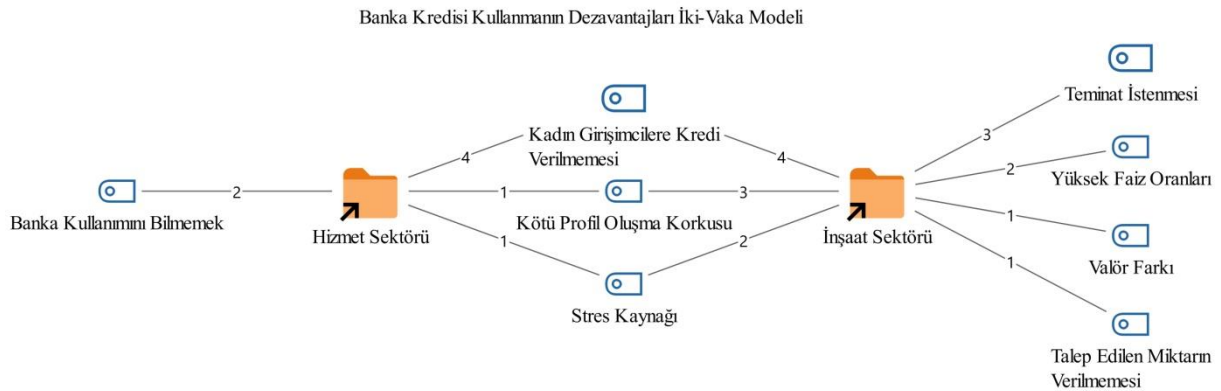 Banka Kredisi Kullanmanın Dezavantajları İki-Vaka Modeli
Teminat İstenmesi
3
Kadın Girişimcilere Kredi
Verilmemesi
4
4
2
Yüksek Faiz Oranları
Banka Kullanımını Bilmemek
2
Hizmet Sektörü
1
Kötü Profil Oluşma Korkusu
3
İnşaat Sektörü
1
Valör Farkı
1
Stres Kaynağı
2
1
Talep Edilen Miktarın
Verilmemesi